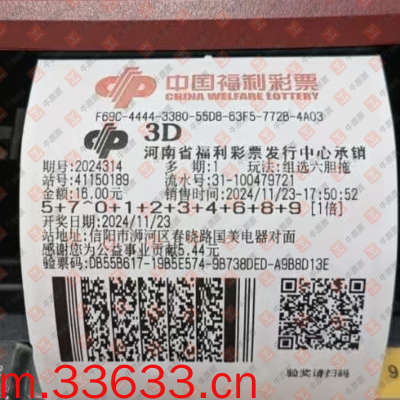 中国福利彩票
CHINA WELFARE LOTTERY
F69C-4444-3380-55D8-63F5-772B-4A03
3D
河南省福利彩票发行中心承销
期号:2024314 多期:1 玩法:组选六胆拖
站号:41150189 流水号:31-100479721
金额:16.00元 销售时间:2024/11/23-17:50:52
5+7~0+1+2+3+4+6+8+9 [1倍]
开奖日期:2024/11/23
站地址:信阳市浉河区春晓路国美电器对面
感谢您为公益事业贡献5.44元
验票码:DB55B617-19B5E574-9B738DED-A9B8D13E
m.33633.cn
9